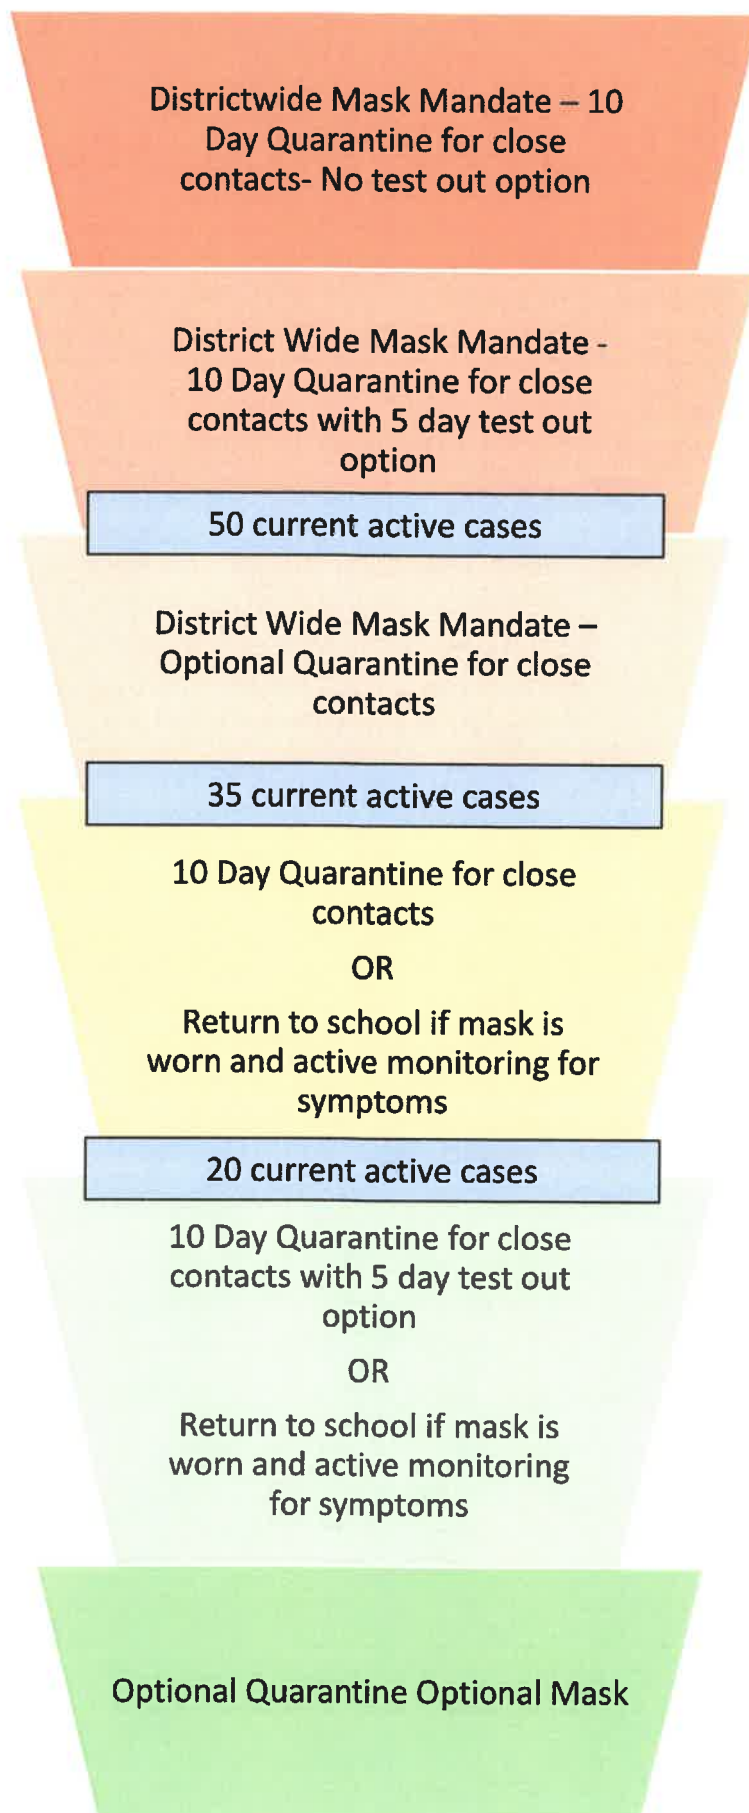 Districtwide Mask Mandate – 10
Day Quarantine for close
contacts- No test out option
District Wide Mask Mandate -
10 Day Quarantine for close
contacts with 5 day test out
option
50 current active cases
District Wide Mask Mandate –
Optional Quarantine for close
contacts
35 current active cases
10 Day Quarantine for close
contacts
OR
Return to school if mask is
worn and active monitoring for
symptoms
20 current active cases
10 Day Quarantine for close
contacts with 5 day test out
option
OR
Return to school if mask is
worn and active monitoring
for symptoms
Optional Quarantine Optional Mask